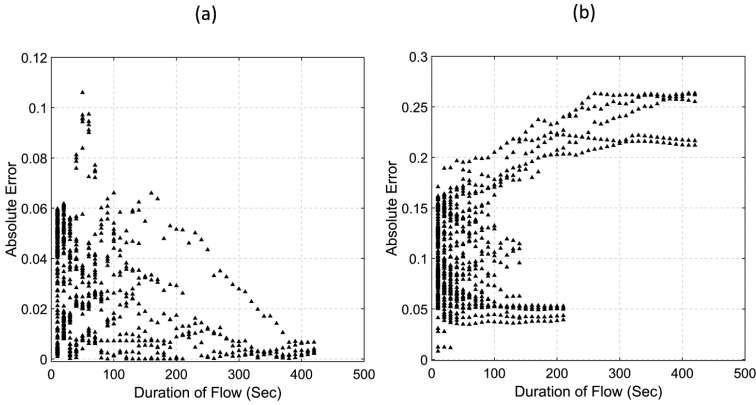 (a)
(b)
0.12
0.1
0.08
0.06
0.04
0.02
0
Absolute Error
0 100 200 300 400 500
Duration of Flow (Sec)
0.3
0.25
0.2
0.15
0.1
0.05
0
Absolute Error
0 100 200 300 400 500
Duration of Flow (Sec)